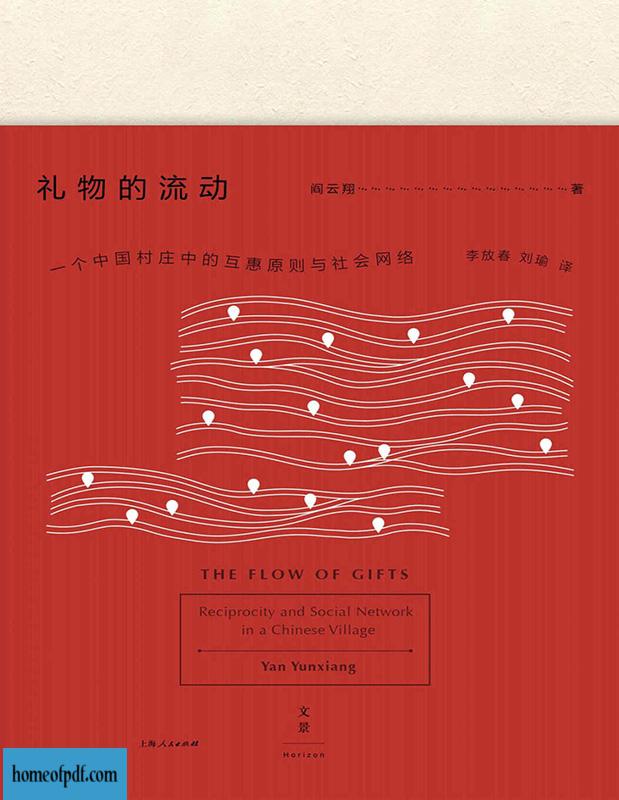 礼物的流动
阎云翔 著
一个中国村庄中的互惠原则与社会网络
李放春 刘瑜 译
THE FLOW OF GIFTS
Reciprocity and Social Network
in a Chinese Village
Yan Yunxiang
文
景
上海人民出版社
Horizon
homeofpdf.com